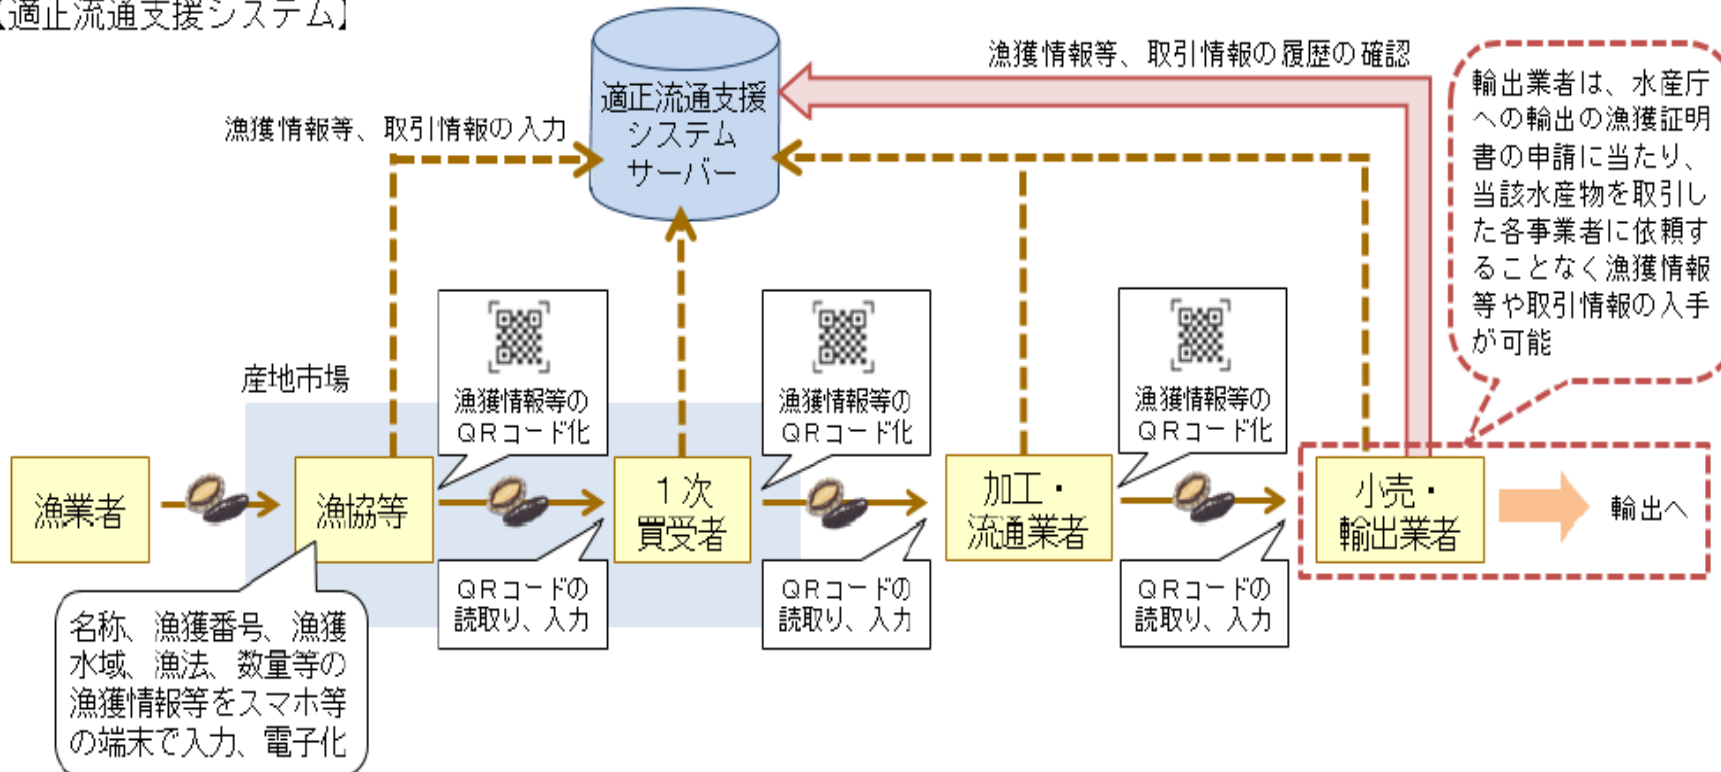 【適正流通支援システム】
適正流通支援
システム
サーバー
漁獲情報等、取引情報の入力
漁獲情報等、取引情報の履歴の確認
輸出業者は、水産庁
への輸出の漁獲証明
書の申請に当たり、
当該水産物を取引し
た各事業者に依頼す
ることなく漁獲情報
等や取引情報の入手
が可能
産地市場
漁獲情報等の
QRコード化
漁獲情報等の
QRコード化
漁獲情報等の
QRコード化
漁業者
漁協等
1次
買受者
加工・
流通業者
小売・
輸出業者
輸出へ
QRコードの
読取り、入力
QRコードの
読取り、入力
QRコードの
読取り、入力
名称、漁獲番号、漁獲
水域、漁法、数量等の
漁獲情報等をスマホ等
の端末で入力、電子化